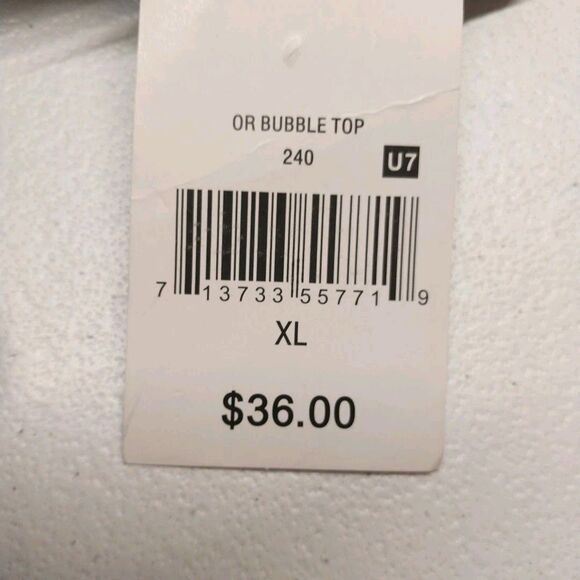 OR BUBBLE TOP
240
U7
7 13733 55771 9
XL
$36.00